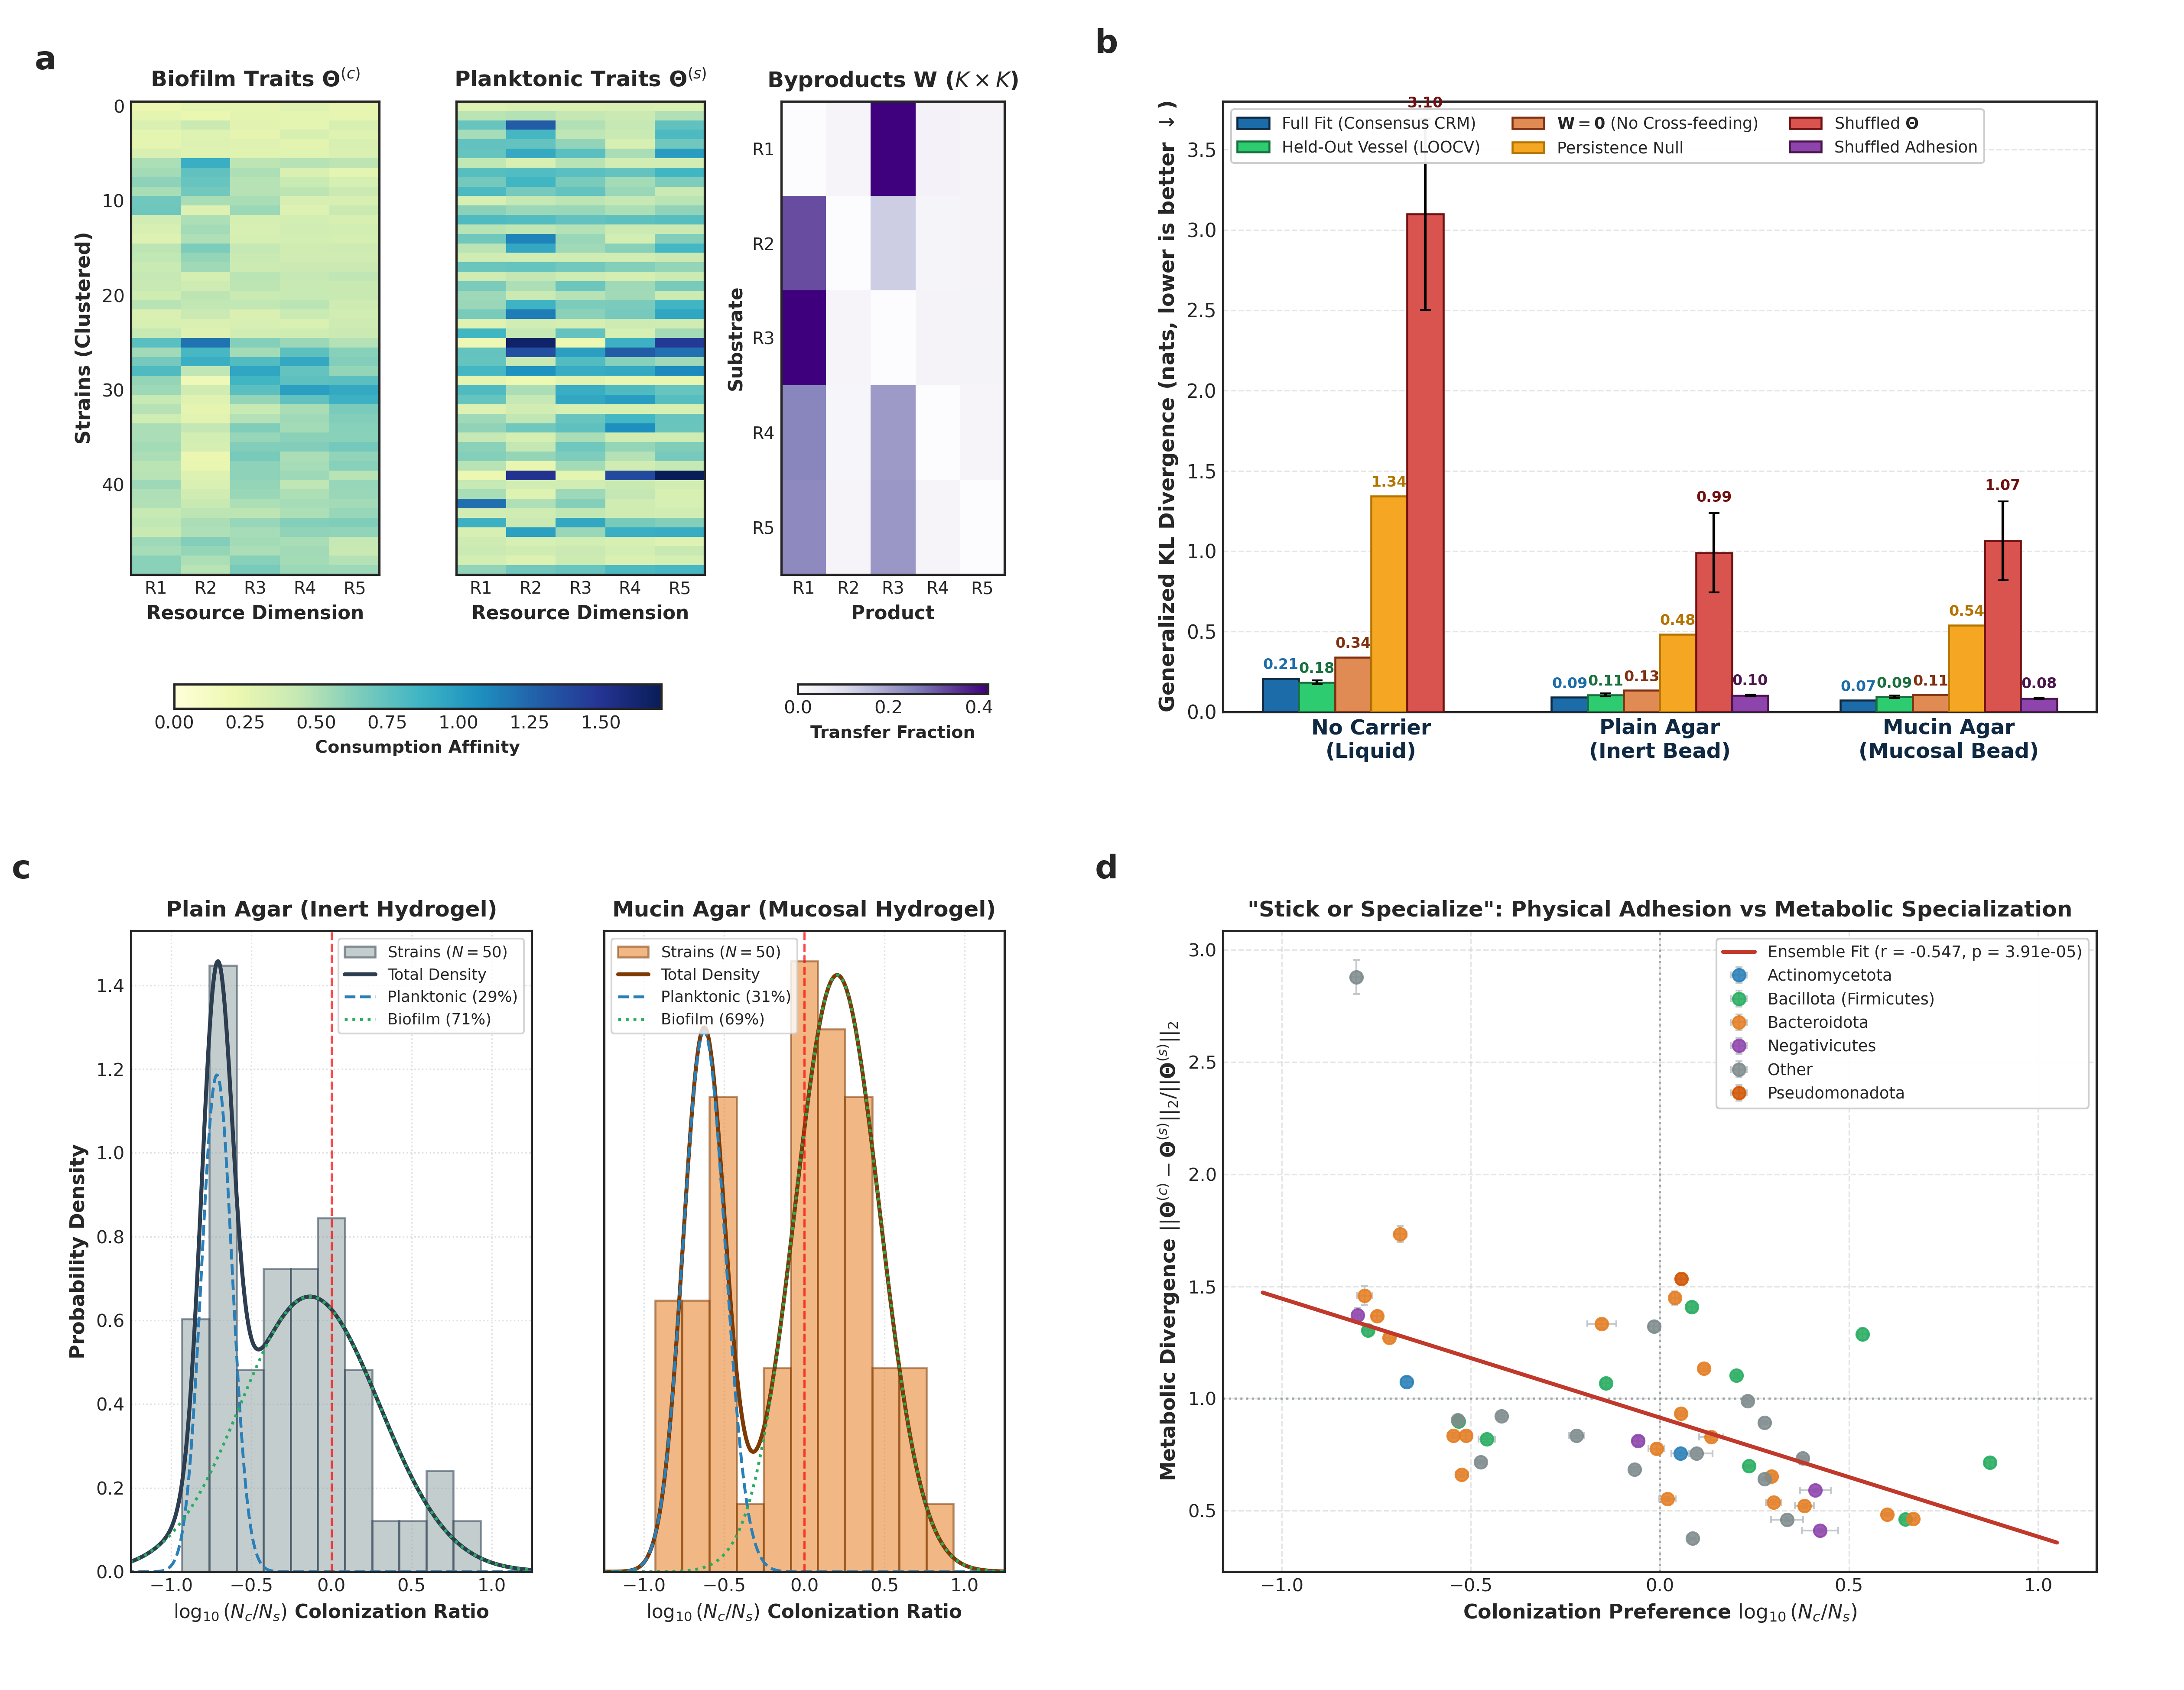 a
Biofilm Traits Θ^(c)
Planktonic Traits Θ^(s)
Byproducts W (K × K)
0
10
20
30
40
Strains (Clustered)
R1 R2 R3 R4 R5
Resource Dimension
R1 R2 R3 R4 R5
Resource Dimension
Substrate
R1
R2
R3
R4
R5
R1 R2 R3 R4 R5
Product
0.00 0.25 0.50 0.75 1.00 1.25 1.50
Consumption Affinity
0.0 0.2 0.4
Transfer Fraction
b
Generalized KL Divergence (nats, lower is better ↓)
3.5
3.0
2.5
2.0
1.5
1.0
0.5
0.0
Full Fit (Consensus CRM)
Held-Out Vessel (LOOCV)
W = 0 (No Cross-feeding)
Persistence Null
Shuffled Θ
Shuffled Adhesion
0.21 0.18 0.34 1.34 3.10
0.09 0.11 0.13 0.48 0.99 0.10
0.07 0.09 0.11 0.54 1.07 0.08
No Carrier
(Liquid)
Plain Agar
(Inert Bead)
Mucin Agar
(Mucosal Bead)
c
Plain Agar (Inert Hydrogel)
Probability Density
1.4
1.2
1.0
0.8
0.6
0.4
0.2
0.0
Strains (N = 50)
Total Density
Planktonic (29%)
Biofilm (71%)
−1.0 −0.5 0.0 0.5 1.0
log10 (Nc/Ns) Colonization Ratio
Mucin Agar (Mucosal Hydrogel)
Strains (N = 50)
Total Density
Planktonic (31%)
Biofilm (69%)
−1.0 −0.5 0.0 0.5 1.0
log10 (Nc/Ns) Colonization Ratio
d
"Stick or Specialize": Physical Adhesion vs Metabolic Specialization
Metabolic Divergence ||Θ^(c) − Θ^(s)||2/||Θ^(s)||2
3.0
2.5
2.0
1.5
1.0
0.5
Ensemble Fit (r = -0.547, p = 3.91e-05)
Actinomycetota
Bacillota (Firmicutes)
Bacteroidota
Negativicutes
Other
Pseudomonadota
−1.0 −0.5 0.0 0.5 1.0
Colonization Preference log10 (Nc/Ns)